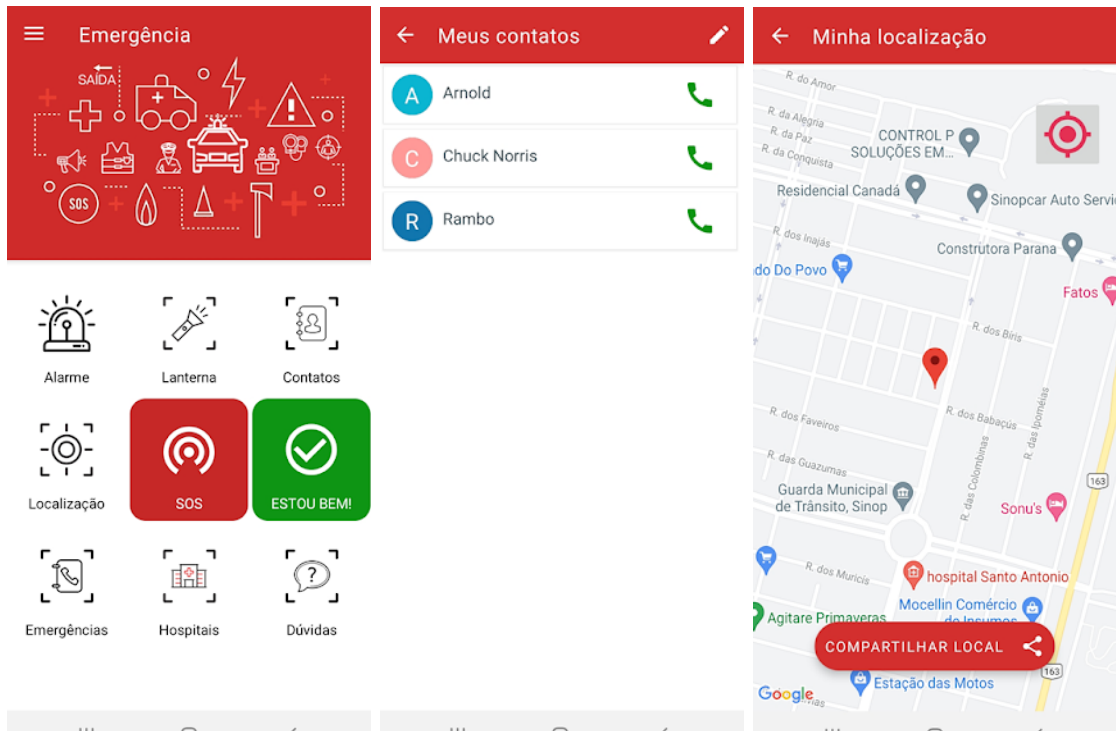 Emergência
SAÍDA
SOS
Alarme
Lanterna
Contatos
Localização
SOS
ESTOU BEM!
Emergências
Hospitais
Dúvidas
Meus contatos
A
Arnold
C
Chuck Norris
R
Rambo
Minha localização
R. do Amor
R. da Alegria
R. da Paz
R. da Conquista
CONTROL P
SOLUÇÕES EM...
Residencial Canadá
Sinopcar Auto Servi
R. dos Inajás
Construtora Parana
do Do Povo
Fatos
R. dos Biris
R. dos Faveiros
R. dos Babaçus
R. das Ipoméias
R. das Guazumas
R. das Colombinas
163
Guarda Municipal
de Trânsito, Sinop
Sonu's
R. dos Muricis
hospital Santo Antonio
Mocellin Comércio
de Insumos
Agitare Primaveras
COMPARTILHAR LOCAL
163
Estação das Motos
Google